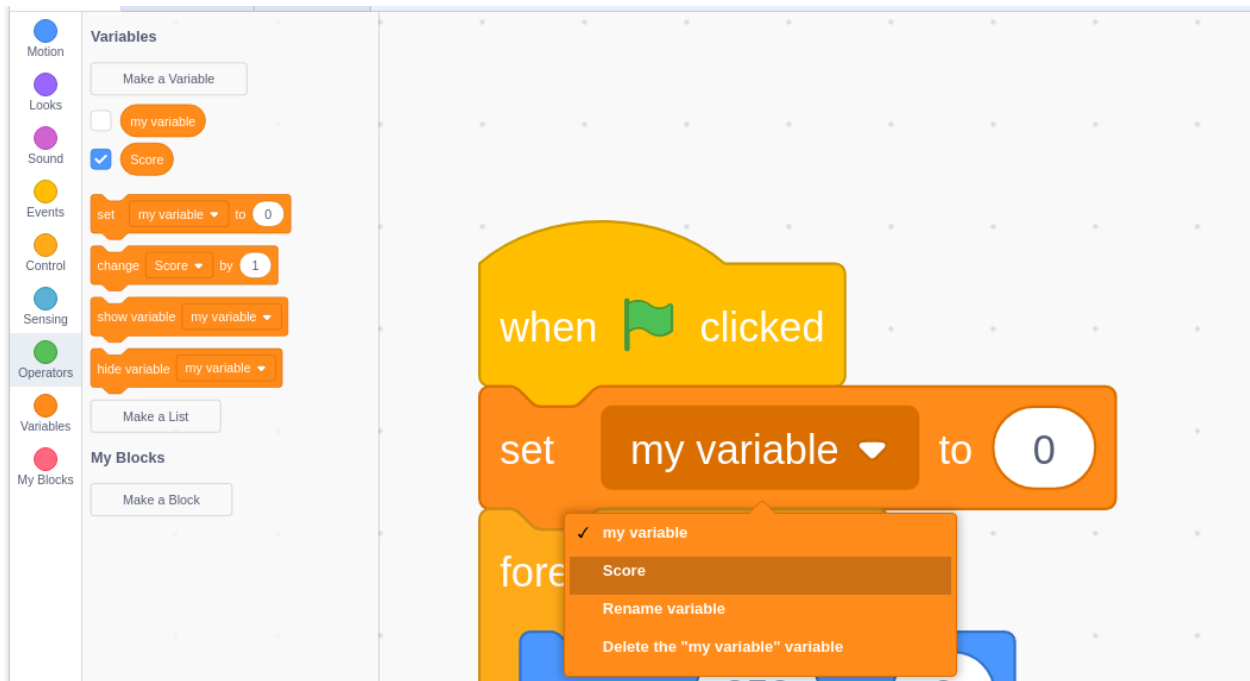 Motion
Looks
Sound
Events
Control
Sensing
Operators
Variables
My Blocks
Variables
Make a Variable
my variable
Score
set my variable to 0
change Score by 1
show variable my variable
hide variable my variable
Make a List
My Blocks
Make a Block
when clicked
set my variable to 0
✓ my variable
Score
Rename variable
Delete the "my variable" variable